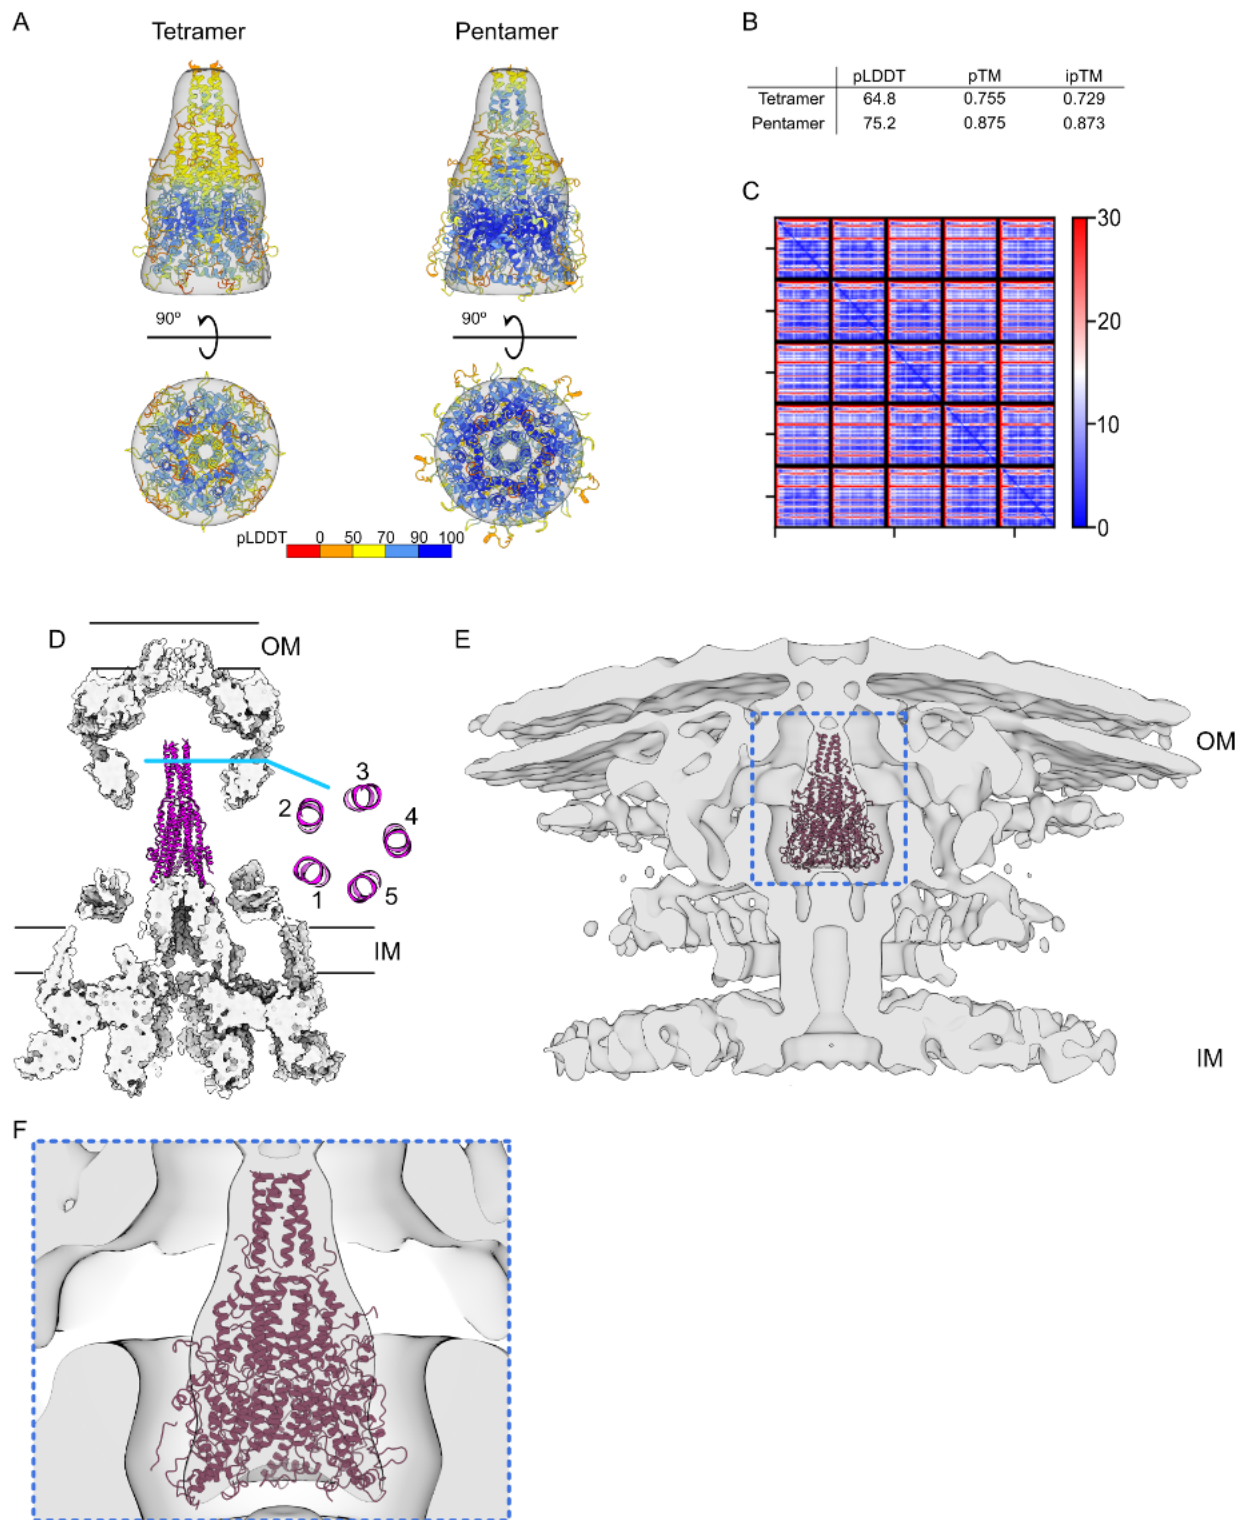 A
Tetramer
Pentamer
90º
90º
pLDDT 0 50 70 90 100
B
pLDDT pTM ipTM
Tetramer 64.8 0.755 0.729
Pentamer 75.2 0.875 0.873
C
30
20
10
0
D
OM
3
2
4
1
5
IM
E
OM
IM
F